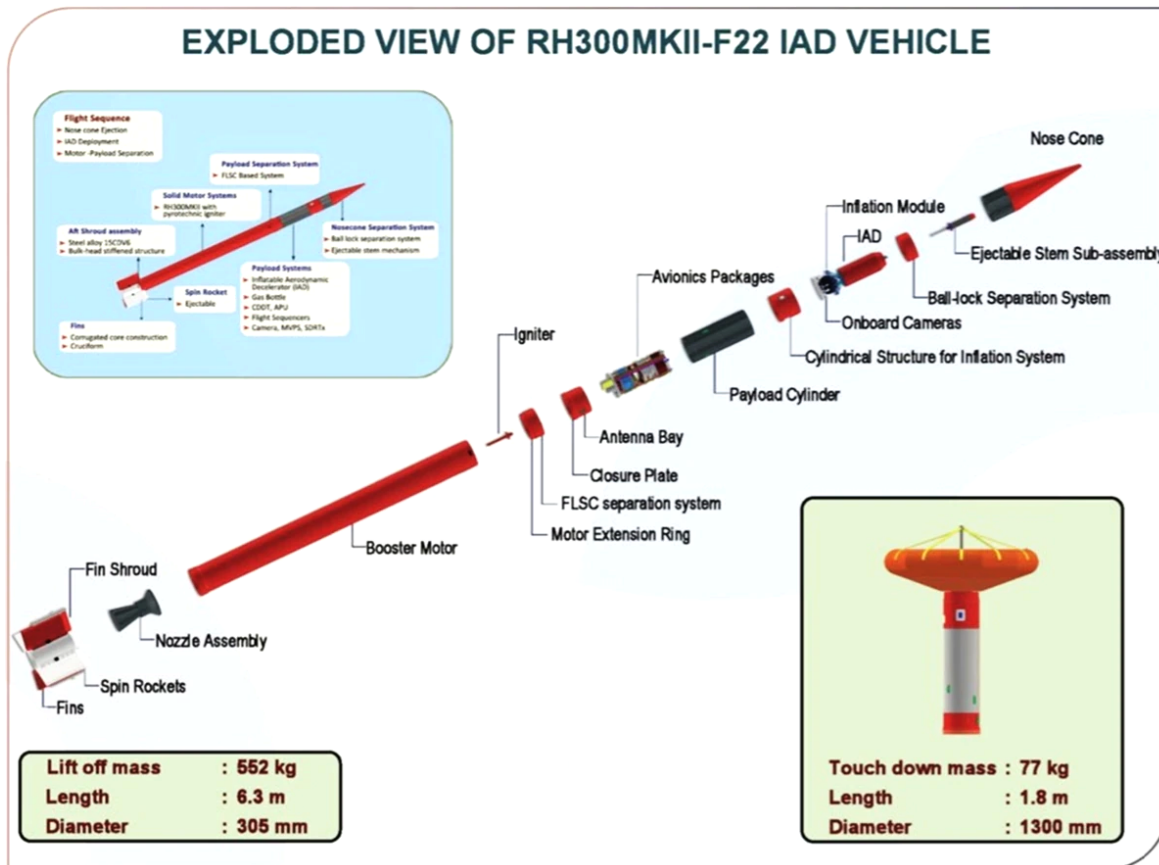 EXPLODED VIEW OF RH300MKII-F22 IAD VEHICLE
Flight Sequence
Nose cone Ejection
IAD Deployment
Motor -Payload Separation
Payload Separation System
FLSC Based System
Solid Motor Systems
RH300MKII with
pyrotechnic igniter
Aft Shroud assembly
Steel alloy 15CDV6
Bulk-head stiffened structure
Nosecone Separation System
Ball lock separation system
Ejectable stem mechanism
Payload Systems
Inflatable Aerodynamic
Decelerator (IAD)
Gas Bottle
CDDT, APU
Flight Sequencers
Camera, MVPS, SDRTx
Spin Rocket
Ejectable
Fins
Corrugated core construction
Cruciform
Nose Cone
Inflation Module
IAD
Ejectable Stem Sub-assembly
Avionics Packages
Ball-lock Separation System
Onboard Cameras
Igniter
Cylindrical Structure for Inflation System
Payload Cylinder
Antenna Bay
Closure Plate
FLSC separation system
Motor Extension Ring
Booster Motor
Fin Shroud
Nozzle Assembly
Spin Rockets
Fins
Lift off mass : 552 kg
Length : 6.3 m
Diameter : 305 mm
Touch down mass : 77 kg
Length : 1.8 m
Diameter : 1300 mm